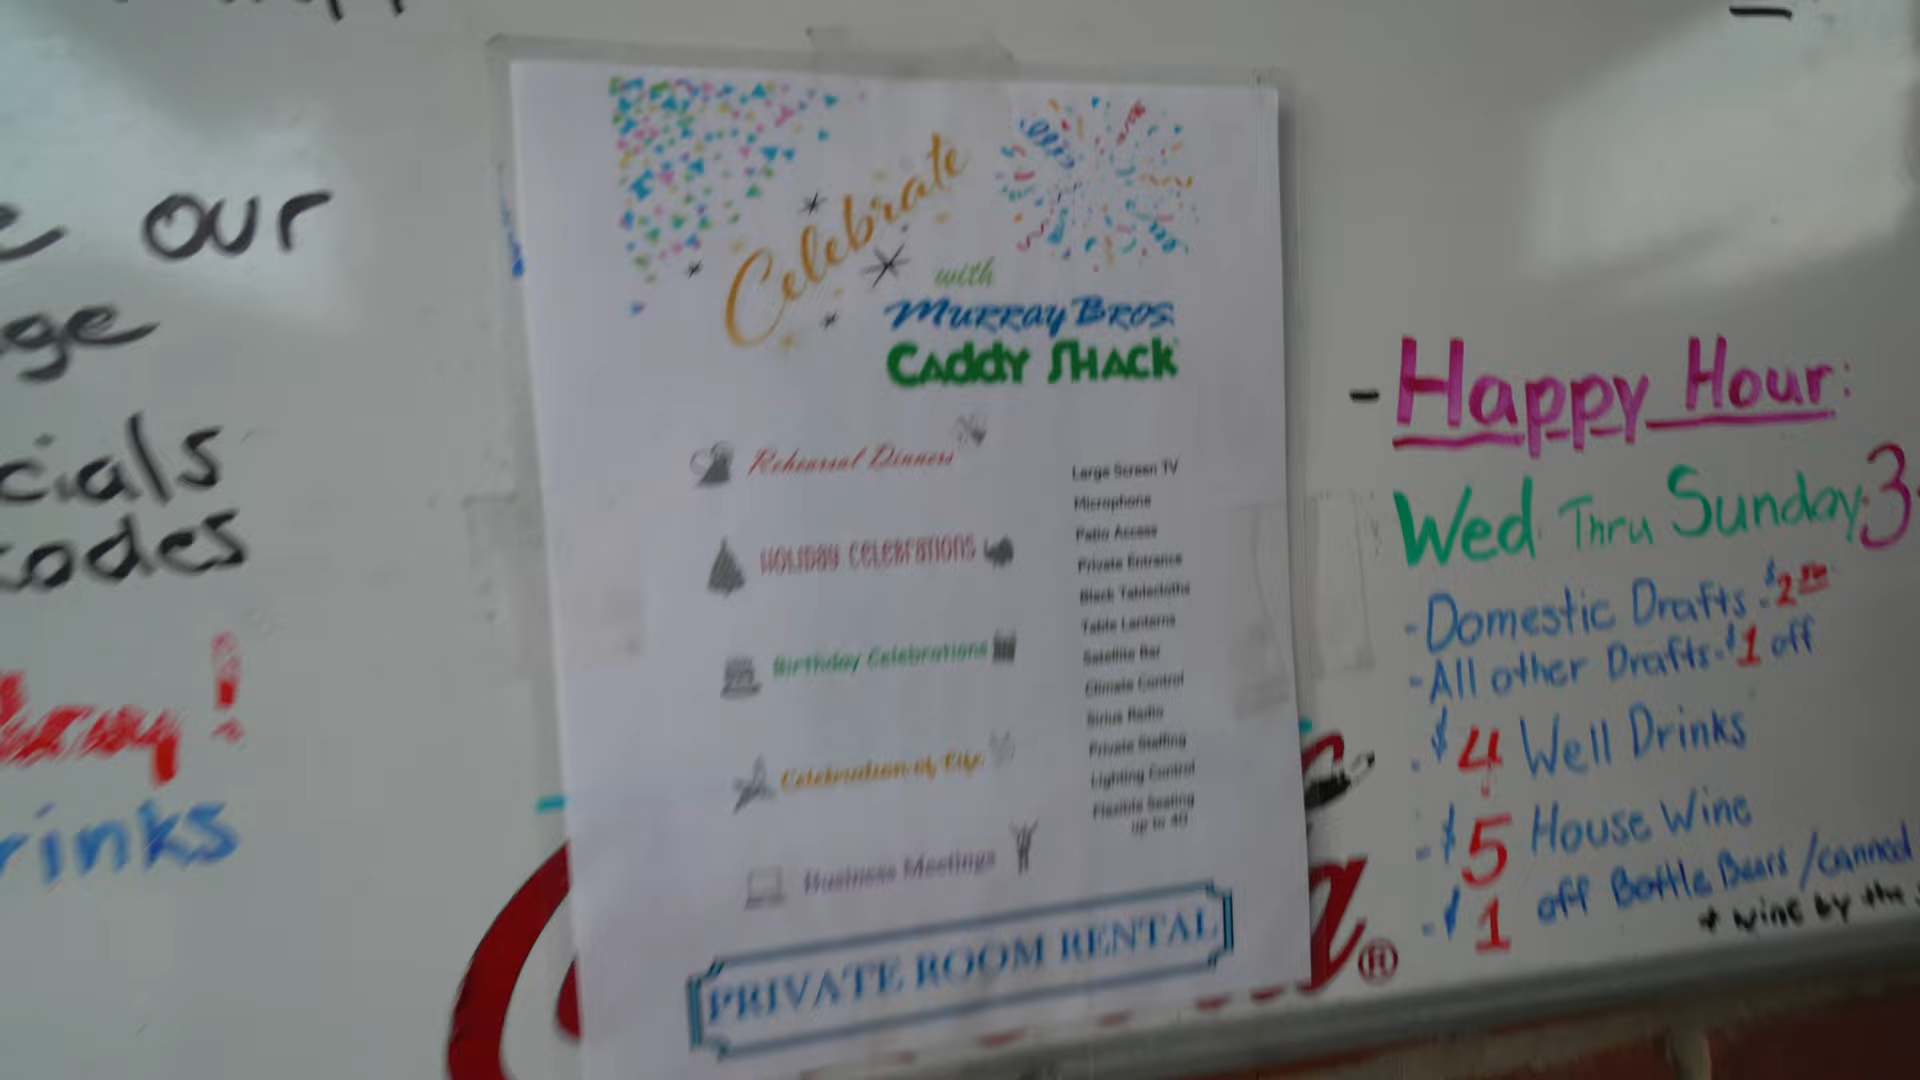 our
Celebrate
with
MURRAY BROS.
CADDY SHACK
Rehearsal Dinners
HOLIDAY CELEBRATIONS
Birthday Celebrations
Celebration of Life
Business Meetings
Large Screen TV
Microphone
Patio Access
Private Entrance
Black Tablecloths
Table Lanterns
Satellite Bar
Climate Control
Sirius Radio
Private Staffing
Lighting Control
Flexible Seating
up to 40
PRIVATE ROOM RENTAL
- Happy Hour:
Wed Thru Sunday 3-
- Domestic Drafts - $2
- All other Drafts - $1 off
- $4 Well Drinks
- $5 House Wine
- $1 off Bottle Beers / canned
+ wine by the
®